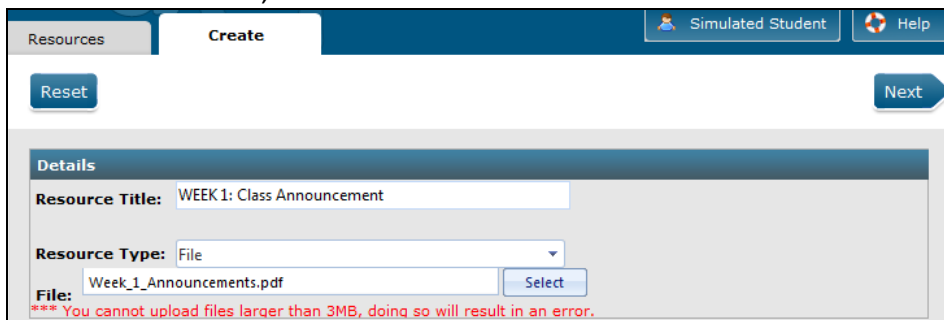 Resources Create Simulated Student Help
Reset Next
Details
Resource Title: WEEK 1: Class Announcement
Resource Type: File
File: Week_1_Announcements.pdf Select
*** You cannot upload files larger than 3MB, doing so will result in an error.